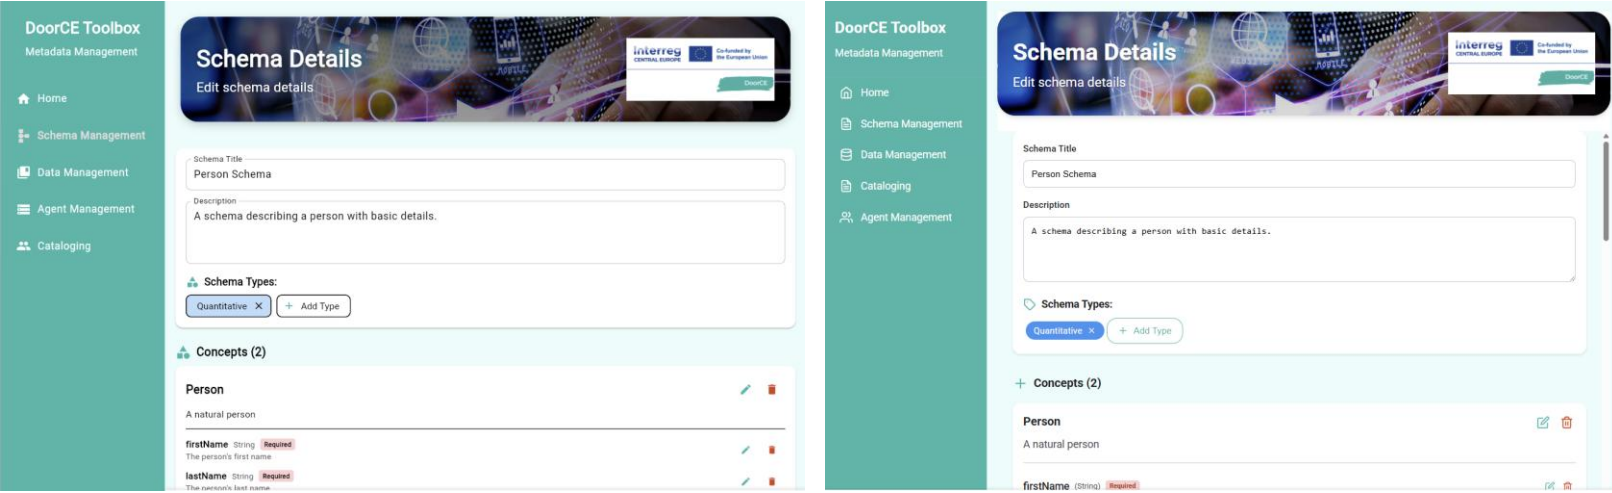 DoorCE Toolbox
Metadata Management
Home
Schema Management
Data Management
Agent Management
Cataloging
Schema Details
Edit schema details
Interreg
CENTRAL EUROPE
Co-funded by
the European Union
DoorCE
Schema Title
Person Schema
Description
A schema describing a person with basic details.
Schema Types:
Quantitative ×
+ Add Type
Concepts (2)
Person
A natural person
firstName String Required
The person's first name
lastName String Required
The person's last name
DoorCE Toolbox
Metadata Management
Home
Schema Management
Data Management
Cataloging
Agent Management
Schema Details
Edit schema details
Interreg
CENTRAL EUROPE
Co-funded by
the European Union
DoorCE
Schema Title
Person Schema
Description
A schema describing a person with basic details.
Schema Types:
Quantitative ×
+ Add Type
+ Concepts (2)
Person
A natural person
firstName (String) Required